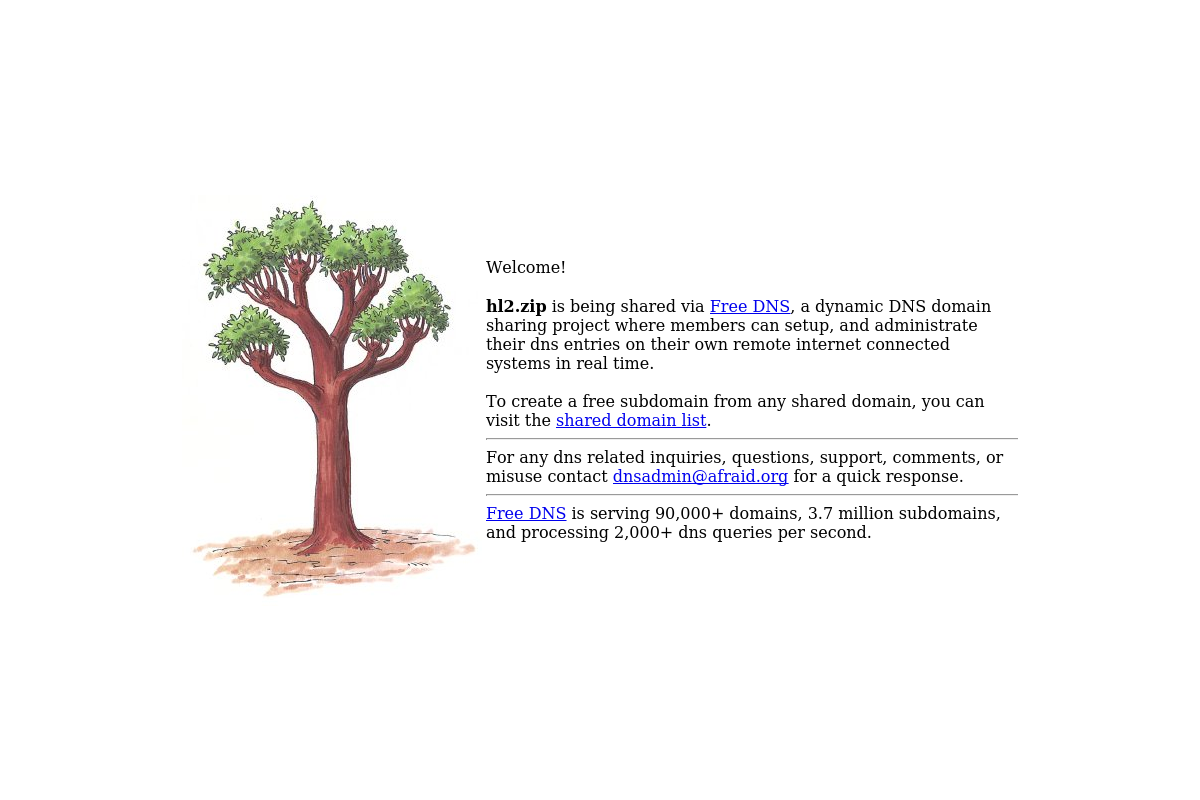 Welcome!
hl2.zip is being shared via Free DNS, a dynamic DNS domain
sharing project where members can setup, and administrate
their dns entries on their own remote internet connected
systems in real time.
To create a free subdomain from any shared domain, you can
visit the shared domain list.
For any dns related inquiries, questions, support, comments, or
misuse contact dnsadmin@afraid.org for a quick response.
Free DNS is serving 90,000+ domains, 3.7 million subdomains,
and processing 2,000+ dns queries per second.